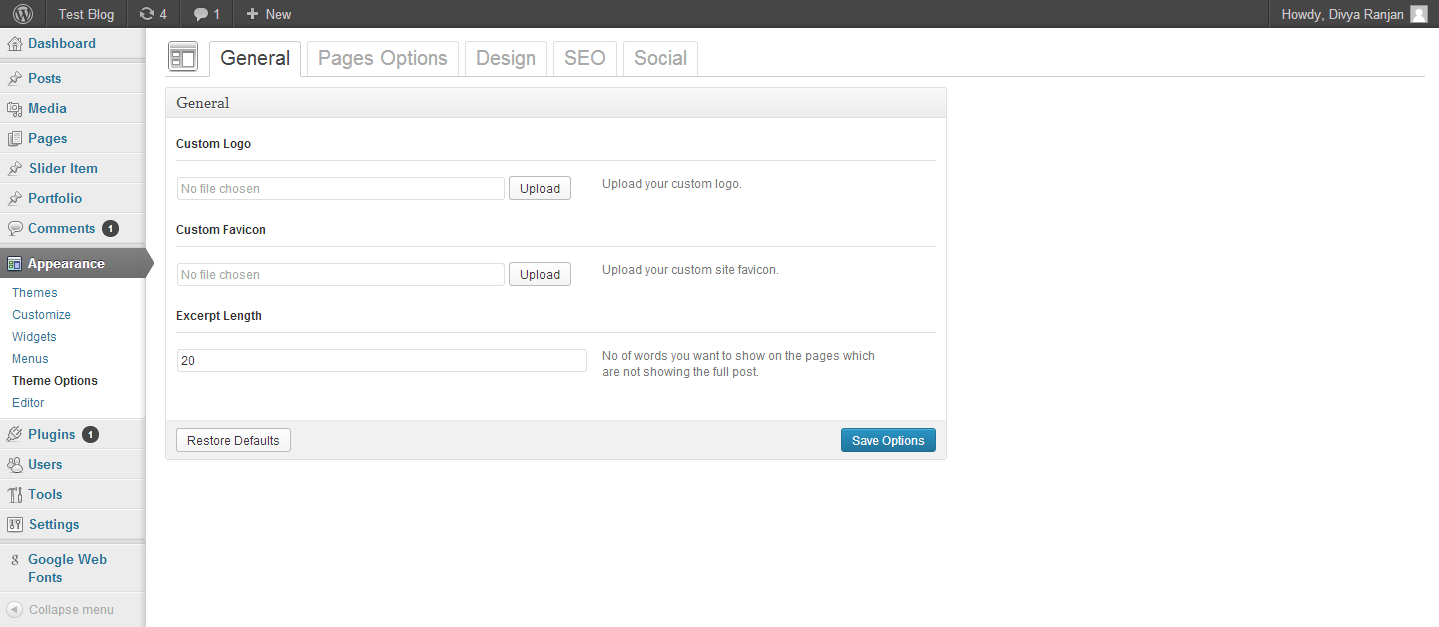 Test Blog 4 1 + New Howdy, Divya Ranjan
Dashboard
Posts
Media
Pages
Slider Item
Portfolio
Comments 1
Appearance
Themes
Customize
Widgets
Menus
Theme Options
Editor
Plugins 1
Users
Tools
Settings
Google Web
Fonts
Collapse menu
General Pages Options Design SEO Social
General
Custom Logo
No file chosen Upload Upload your custom logo.
Custom Favicon
No file chosen Upload Upload your custom site favicon.
Excerpt Length
20 No of words you want to show on the pages which
are not showing the full post.
Restore Defaults Save Options